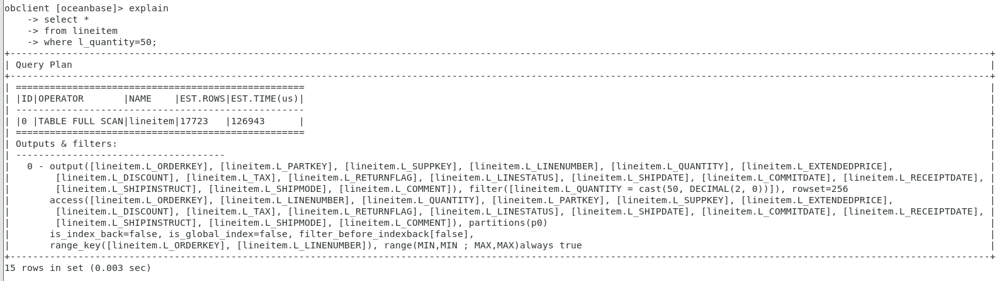 obclient [oceanbase]> explain
    -> select *
    -> from lineitem
    -> where l_quantity=50;
+------------------------------------------------------------------------------------------------------------------------------------------------------------------------------+
| Query Plan                                                                                                                                                                   |
+------------------------------------------------------------------------------------------------------------------------------------------------------------------------------+
| ===================================================                                                                                                                          |
| |ID|OPERATOR       |NAME    |EST.ROWS|EST.TIME(us)|                                                                                                                          |
| ---------------------------------------------------                                                                                                                          |
| |0 |TABLE FULL SCAN|lineitem|17723   |126943      |                                                                                                                          |
| ===================================================                                                                                                                          |
| Outputs & filters:                                                                                                                                                           |
| -------------------------------------                                                                                                                                        |
|   0 - output([lineitem.L_ORDERKEY], [lineitem.L_PARTKEY], [lineitem.L_SUPPKEY], [lineitem.L_LINENUMBER], [lineitem.L_QUANTITY], [lineitem.L_EXTENDEDPRICE],                  |
|        [lineitem.L_DISCOUNT], [lineitem.L_TAX], [lineitem.L_RETURNFLAG], [lineitem.L_LINESTATUS], [lineitem.L_SHIPDATE], [lineitem.L_COMMITDATE], [lineitem.L_RECEIPTDATE],  |
|        [lineitem.L_SHIPINSTRUCT], [lineitem.L_SHIPMODE], [lineitem.L_COMMENT]), filter([lineitem.L_QUANTITY = cast(50, DECIMAL(2, 0))]), rowset=256                          |
|       access([lineitem.L_ORDERKEY], [lineitem.L_LINENUMBER], [lineitem.L_QUANTITY], [lineitem.L_PARTKEY], [lineitem.L_SUPPKEY], [lineitem.L_EXTENDEDPRICE],                  |
|        [lineitem.L_DISCOUNT], [lineitem.L_TAX], [lineitem.L_RETURNFLAG], [lineitem.L_LINESTATUS], [lineitem.L_SHIPDATE], [lineitem.L_COMMITDATE], [lineitem.L_RECEIPTDATE],  |
|        [lineitem.L_SHIPINSTRUCT], [lineitem.L_SHIPMODE], [lineitem.L_COMMENT]), partitions(p0)                                                                               |
|       is_index_back=false, is_global_index=false, filter_before_indexback[false],                                                                                            |
|       range_key([lineitem.L_ORDERKEY], [lineitem.L_LINENUMBER]), range(MIN,MIN ; MAX,MAX)always true                                                                         |
+------------------------------------------------------------------------------------------------------------------------------------------------------------------------------+
15 rows in set (0.003 sec)